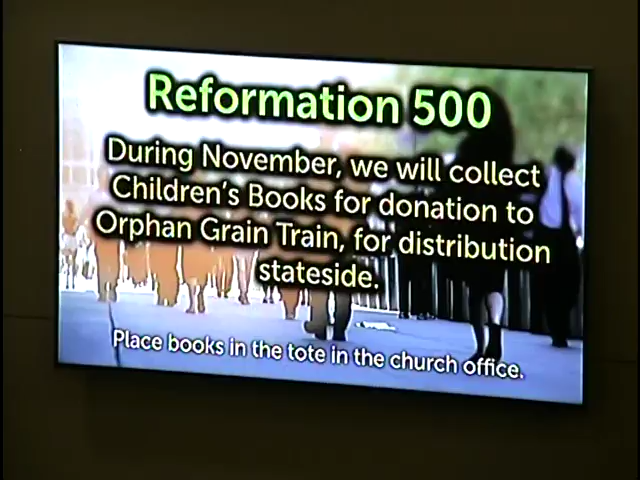 Reformation 500
During November, we will collect
Children's Books for donation to
Orphan Grain Train, for distribution
stateside.
Place books in the tote in the church office.